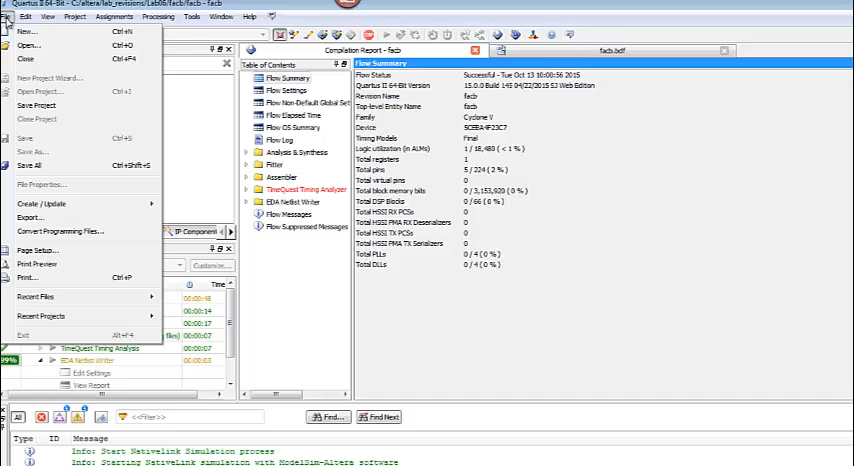 Quartus II 64-Bit - C:/altera/lab_revisions/Lab06/facb/facb - facb
File Edit View Project Assignments Processing Tools Window Help
New... Ctrl+N
Open... Ctrl+O
Close Ctrl+F4
New Project Wizard...
Open Project... Ctrl+J
Save Project
Close Project
Save Ctrl+S
Save As...
Save All Ctrl+Shift+S
File Properties...
Create / Update
Export...
Convert Programming Files...
Page Setup...
Print Preview
Print... Ctrl+P
Recent Files
Recent Projects
Exit Alt+F4
IP Component
Customize...
Time
00:00:48
00:00:14
00:00:17
files) 00:00:07
TimeQuest Timing Analysis 00:00:07
99% EDA Netlist Writer 00:00:03
Edit Settings
View Report
Compilation Report - facb
facb.bdf
Table of Contents
Flow Summary
Flow Settings
Flow Non-Default Global Set
Flow Elapsed Time
Flow OS Summary
Flow Log
Analysis & Synthesis
Fitter
Assembler
TimeQuest Timing Analyzer
EDA Netlist Writer
Flow Messages
Flow Suppressed Messages
Flow Summary
Flow Status Successful - Tue Oct 13 10:00:56 2015
Quartus II 64-Bit Version 15.0.0 Build 145 04/22/2015 SJ Web Edition
Revision Name facb
Top-level Entity Name facb
Family Cyclone V
Device 5CEBA4F23C7
Timing Models Final
Logic utilization (in ALMs) 1 / 18,480 ( < 1 % )
Total registers 1
Total pins 5 / 224 ( 2 % )
Total virtual pins 0
Total block memory bits 0 / 3,153,920 ( 0 % )
Total DSP Blocks 0 / 66 ( 0 % )
Total HSSI RX PCSs 0
Total HSSI PMA RX Deserializers 0
Total HSSI TX PCSs 0
Total HSSI PMA TX Serializers 0
Total PLLs 0 / 4 ( 0 % )
Total DLLs 0 / 4 ( 0 % )
All <<Filter>> Find... Find Next
Type ID Message
Info: Start Nativelink Simulation process
Info: Starting NativeLink simulation with ModelSim-Altera software